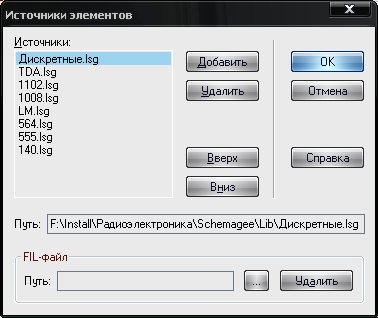 Источники элементов
Источники:
Дискретные.lsg
TDA.lsg
1102.lsg
1008.lsg
LM.lsg
564.lsg
555.lsg
140.lsg
Добавить
Удалить
Вверх
Вниз
OK
Отмена
Справка
Путь: F:\Install\Радиоэлектроника\Schemagee\Lib\Дискретные.lsg
FIL-файл
Путь: ... Удалить